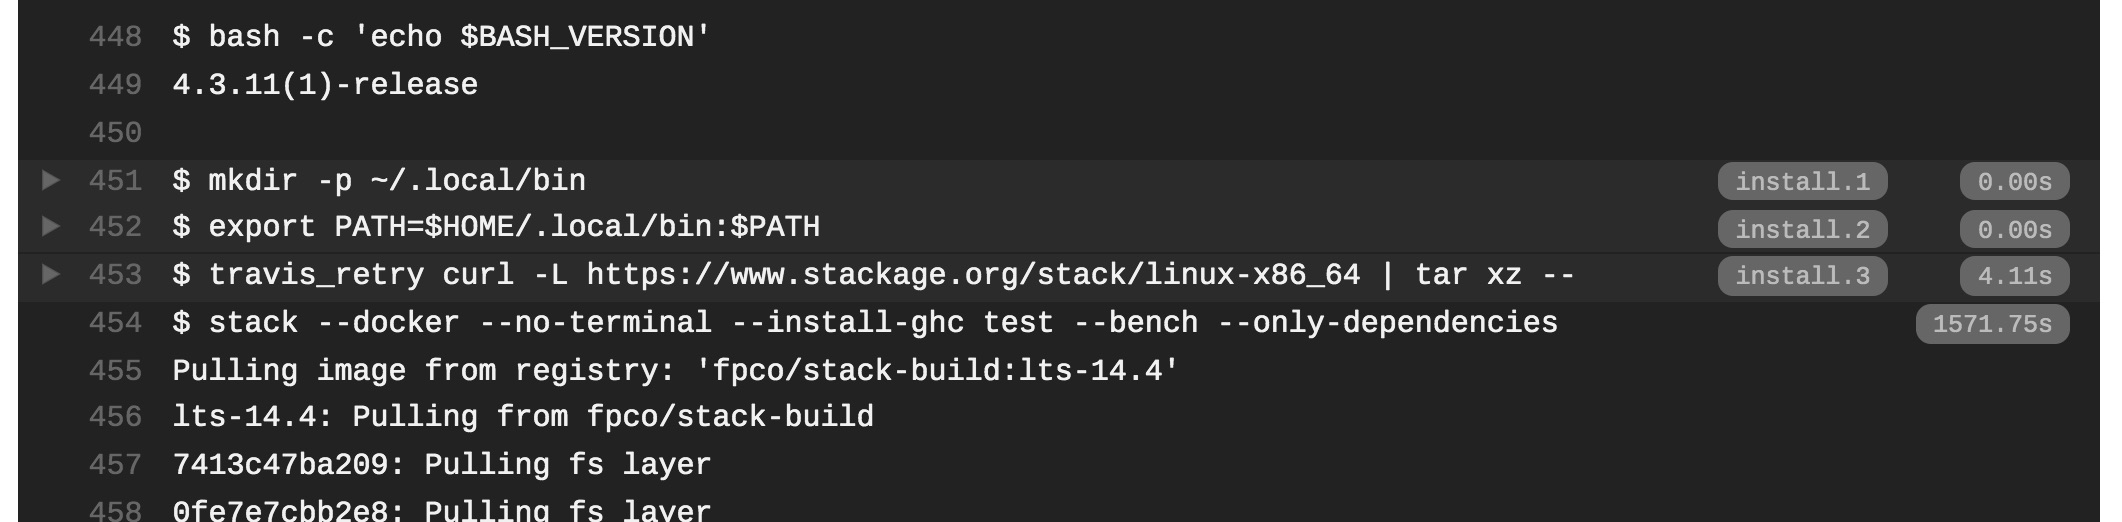 448 $ bash -c 'echo $BASH_VERSION'
449 4.3.11(1)-release
450
451 $ mkdir -p ~/.local/bin install.1 0.00s
452 $ export PATH=$HOME/.local/bin:$PATH install.2 0.00s
453 $ travis_retry curl -L https://www.stackage.org/stack/linux-x86_64 | tar xz -- install.3 4.11s
454 $ stack --docker --no-terminal --install-ghc test --bench --only-dependencies 1571.75s
455 Pulling image from registry: 'fpco/stack-build:lts-14.4'
456 lts-14.4: Pulling from fpco/stack-build
457 7413c47ba209: Pulling fs layer
458 0fe7e7cbb2e8: Pulling fs layer